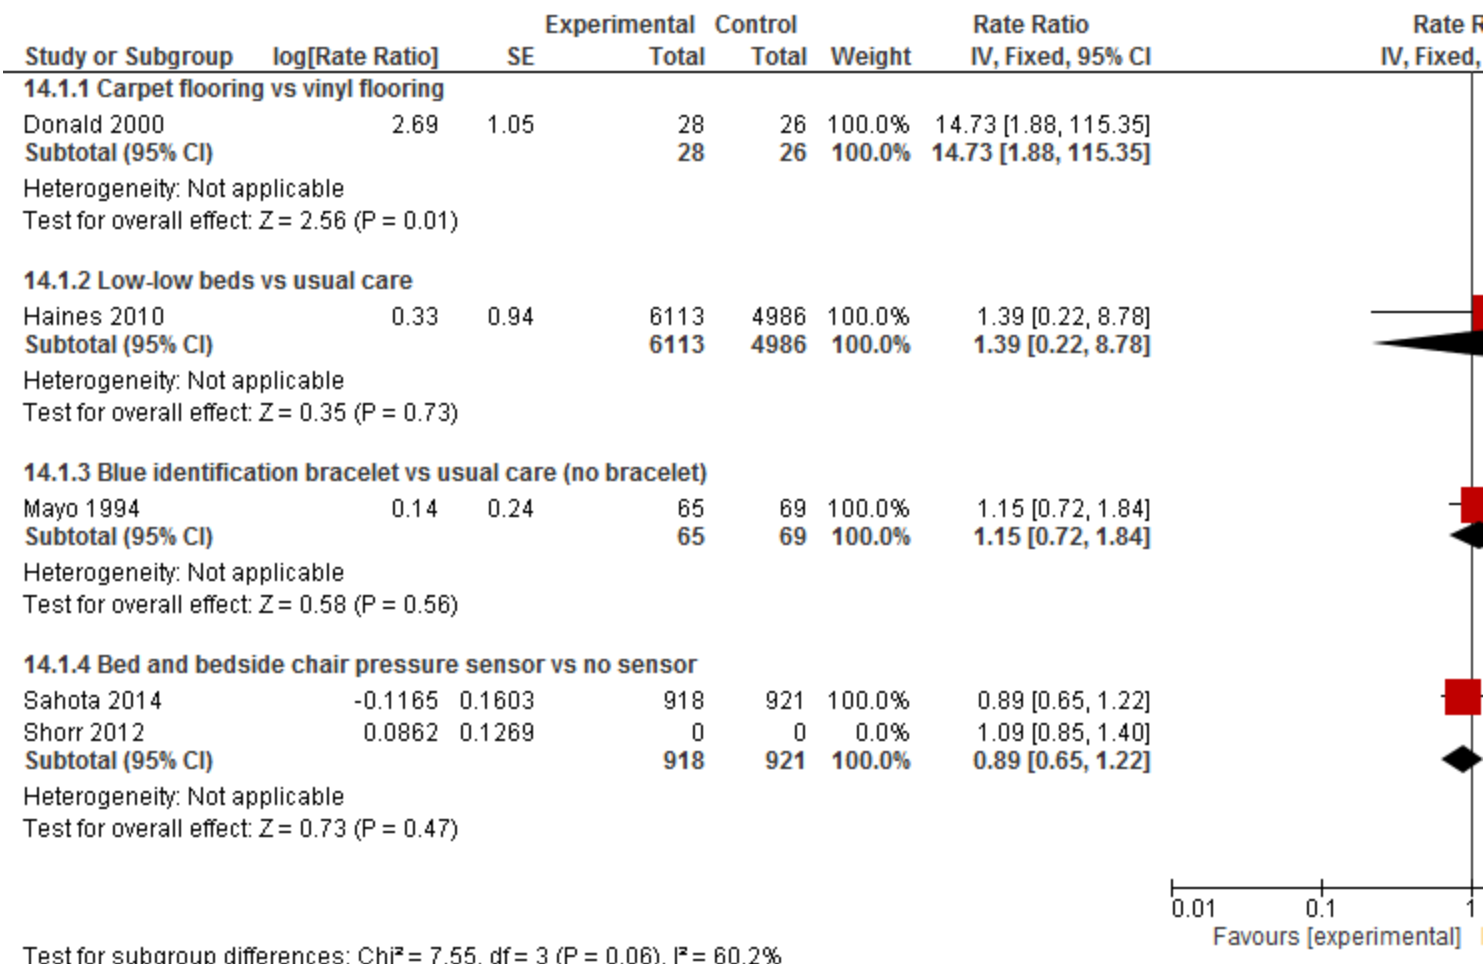 Experimental Control Rate Ratio Rate R
Study or Subgroup log[Rate Ratio] SE Total Total Weight IV, Fixed, 95% CI IV, Fixed,
14.1.1 Carpet flooring vs vinyl flooring
Donald 2000 2.69 1.05 28 26 100.0% 14.73 [1.88, 115.35]
Subtotal (95% CI) 28 26 100.0% 14.73 [1.88, 115.35]
Heterogeneity: Not applicable
Test for overall effect: Z = 2.56 (P = 0.01)
14.1.2 Low-low beds vs usual care
Haines 2010 0.33 0.94 6113 4986 100.0% 1.39 [0.22, 8.78]
Subtotal (95% CI) 6113 4986 100.0% 1.39 [0.22, 8.78]
Heterogeneity: Not applicable
Test for overall effect: Z = 0.35 (P = 0.73)
14.1.3 Blue identification bracelet vs usual care (no bracelet)
Mayo 1994 0.14 0.24 65 69 100.0% 1.15 [0.72, 1.84]
Subtotal (95% CI) 65 69 100.0% 1.15 [0.72, 1.84]
Heterogeneity: Not applicable
Test for overall effect: Z = 0.58 (P = 0.56)
14.1.4 Bed and bedside chair pressure sensor vs no sensor
Sahota 2014 -0.1165 0.1603 918 921 100.0% 0.89 [0.65, 1.22]
Shorr 2012 0.0862 0.1269 0 0 0.0% 1.09 [0.85, 1.40]
Subtotal (95% CI) 918 921 100.0% 0.89 [0.65, 1.22]
Heterogeneity: Not applicable
Test for overall effect: Z = 0.73 (P = 0.47)
0.01 0.1 1
Favours [experimental]
Test for subgroup differences: Chi² = 7.55, df = 3 (P = 0.06), I² = 60.2%